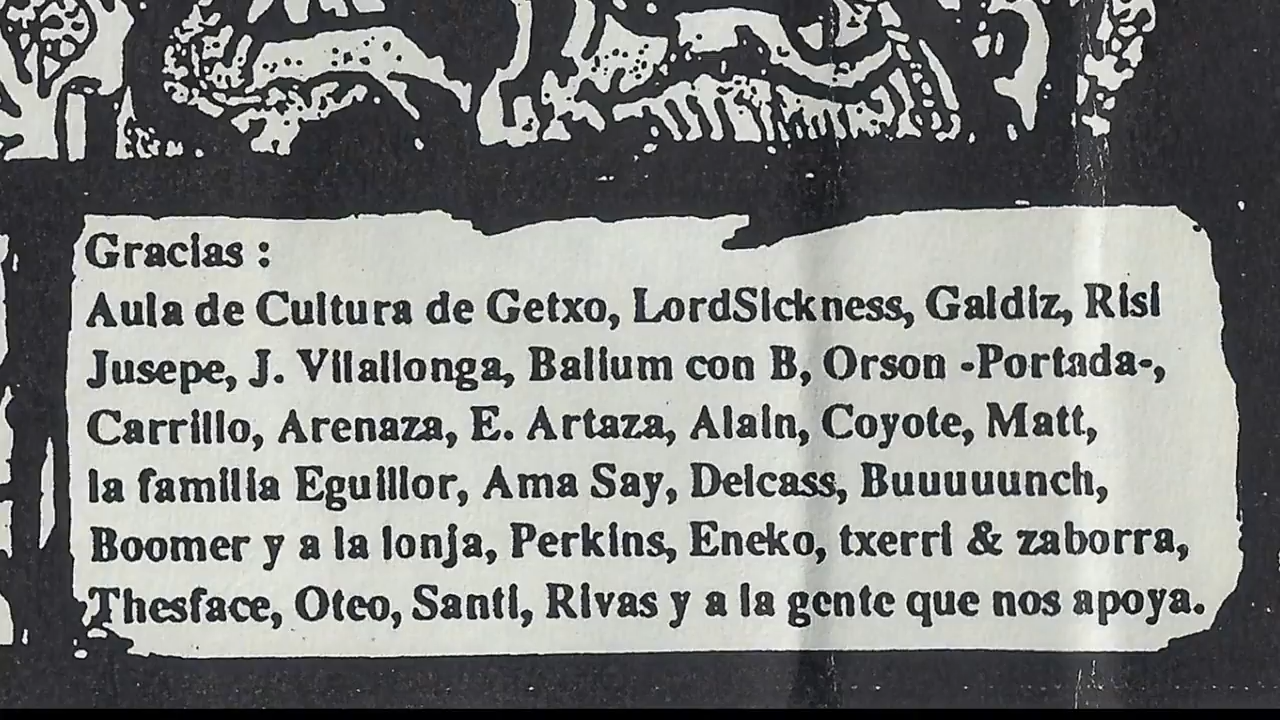 Gracias :
Aula de Cultura de Getxo, LordSickness, Galdiz, Risi
Jusepe, J. Vilallonga, Ballum con B, Orson -Portada-,
Carrillo, Arenaza, E. Artaza, Alain, Coyote, Matt,
la familia Eguillor, Ama Say, Delcass, Buuuuunch,
Boomer y a la lonja, Perkins, Eneko, txerri & zaborra,
Thesface, Oteo, Santi, Rivas y a la gente que nos apoya.